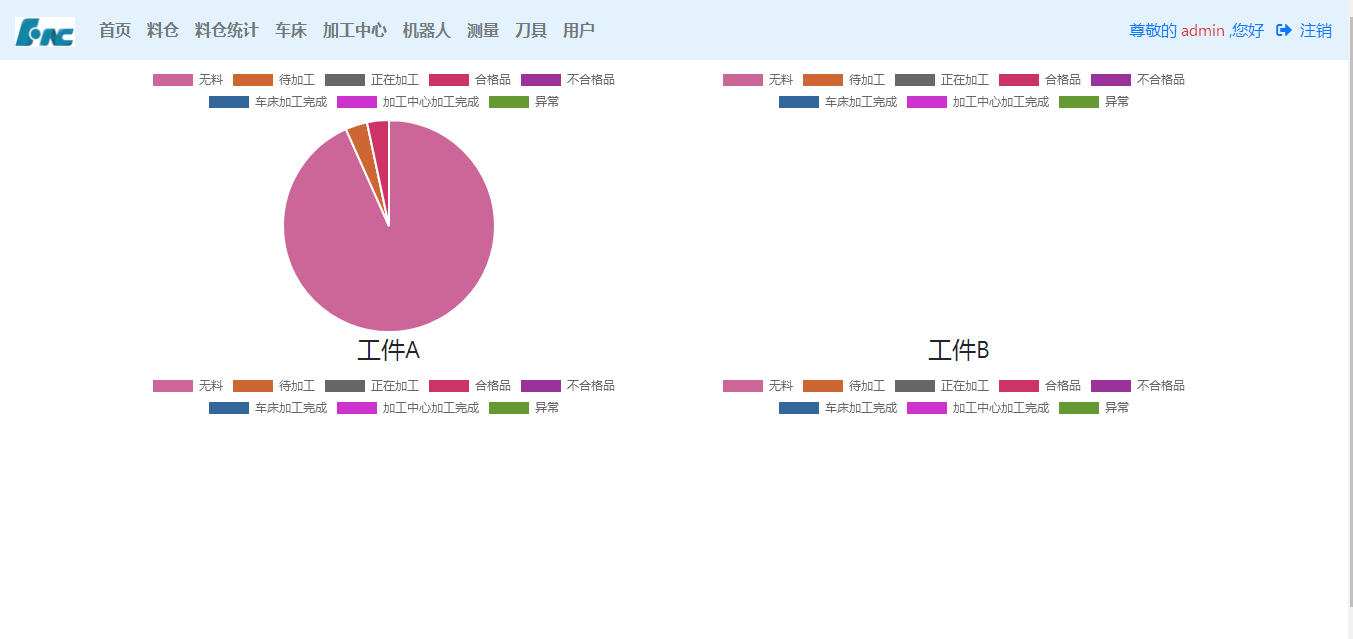 HNC 首页 料仓 料仓统计 车床 加工中心 机器人 测量 刀具 用户 尊敬的 admin ,您好 注销
无料 待加工 正在加工 合格品 不合格品
车床加工完成 加工中心加工完成 异常
工件A
无料 待加工 正在加工 合格品 不合格品
车床加工完成 加工中心加工完成 异常
工件B
无料 待加工 正在加工 合格品 不合格品
车床加工完成 加工中心加工完成 异常
无料 待加工 正在加工 合格品 不合格品
车床加工完成 加工中心加工完成 异常